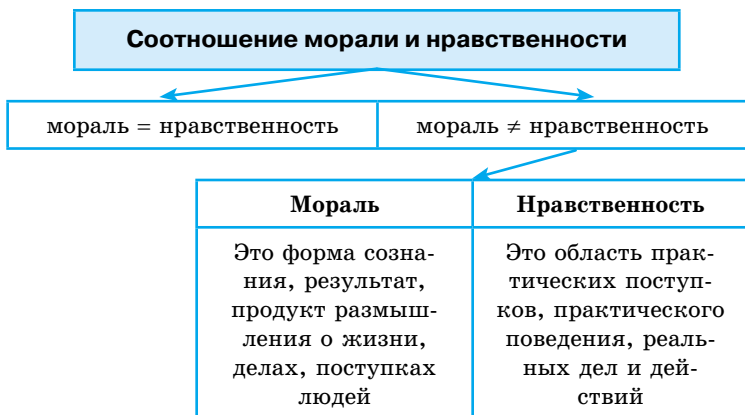 Соотношение морали и нравственности
мораль = нравственность
мораль ≠ нравственность
Мораль
Это форма созна-
ния, результат,
продукт размыш-
ления о жизни,
делах, поступках
людей
Нравственность
Это область прак-
тических поступ-
ков, практического
поведения, реаль-
ных дел и дей-
ствий